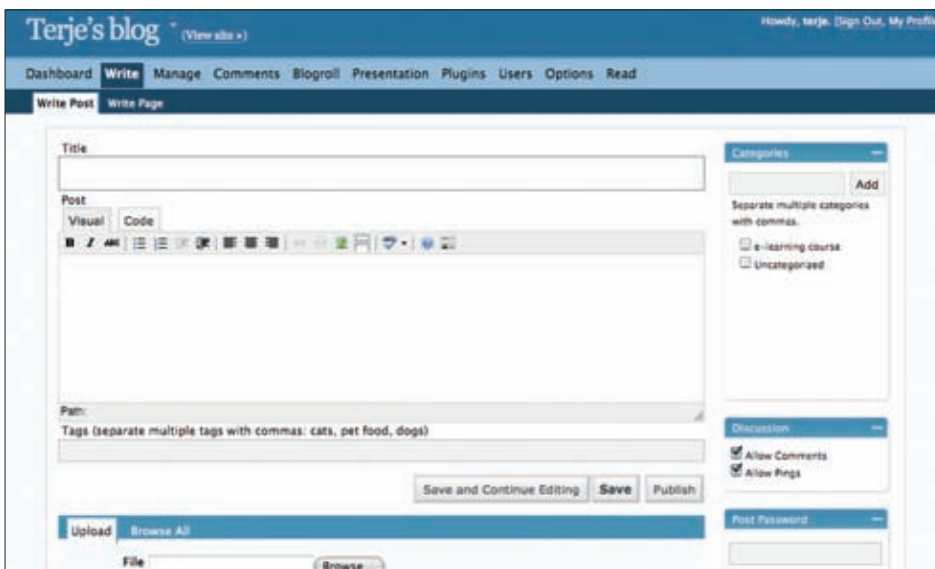 Terje's blog (View site »)
Howdy, terje. [Sign Out, My Profile
Dashboard Write Manage Comments Blogroll Presentation Plugins Users Options Read
Write Post Write Page
Title
Post
Visual Code
B I ABC
Path:
Tags (separate multiple tags with commas: cats, pet food, dogs)
Save and Continue Editing Save Publish
Upload Browse All
File Browse...
Categories
Add
Separate multiple categories
with commas.
e-learning course
Uncategorized
Discussion
Allow Comments
Allow Pings
Post Password